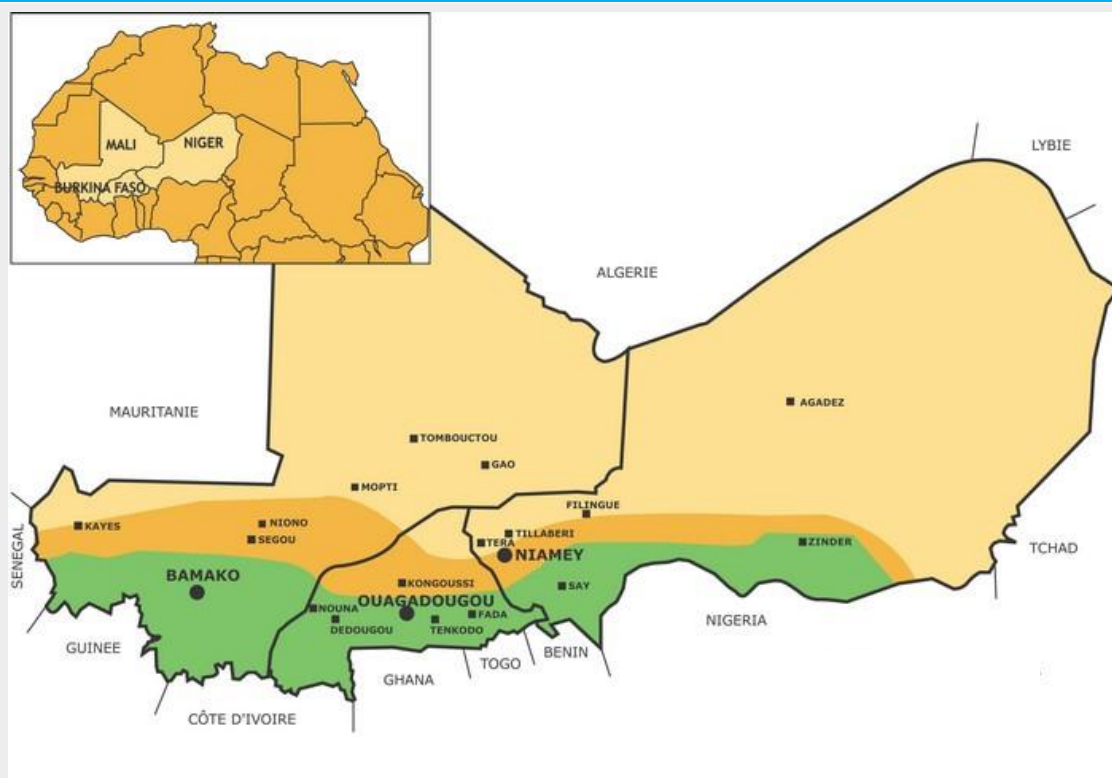 MALI
NIGER
BURKINA FASO
LYBIE
ALGERIE
MAURITANIE
AGADEZ
TOMBOUCTOU
GAO
MOPTI
FILINGUE
KAYES
NIONO
TILLABERI
SEGOU
TERA
ZINDER
SENEGAL
NIAMEY
TCHAD
BAMAKO
KONGOUSSI
SAY
OUAGADOUGOU
NOUNA
FADA
DEDOUGOU
TENKODO
NIGERIA
GUINEE
BENIN
TOGO
GHANA
CÔTE D'IVOIRE